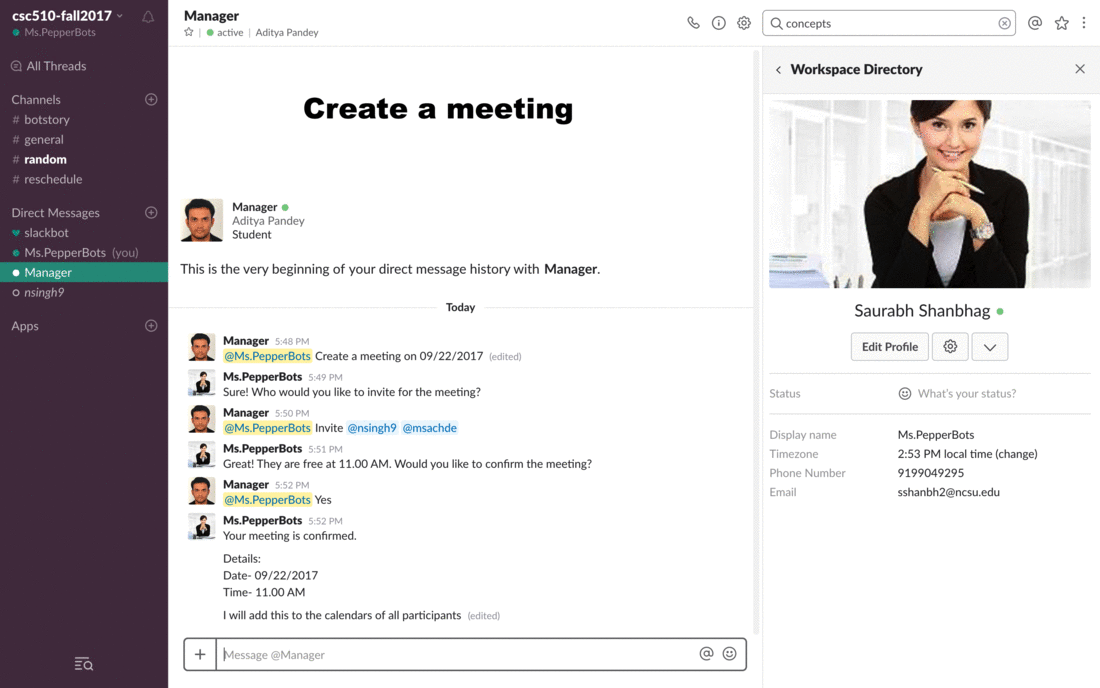 csc510-fall2017
Ms.PepperBots
All Threads
Channels
# botstory
# general
# random
# reschedule
Direct Messages
slackbot
Ms.PepperBots (you)
Manager
nsingh9
Apps
Manager
active | Aditya Pandey
concepts
Create a meeting
Manager
Aditya Pandey
Student
This is the very beginning of your direct message history with Manager.
Today
Manager 5:48 PM
@Ms.PepperBots Create a meeting on 09/22/2017 (edited)
Ms.PepperBots 5:49 PM
Sure! Who would you like to invite for the meeting?
Manager 5:50 PM
@Ms.PepperBots Invite @nsingh9 @msachde
Ms.PepperBots 5:51 PM
Great! They are free at 11.00 AM. Would you like to confirm the meeting?
Manager 5:52 PM
@Ms.PepperBots Yes
Ms.PepperBots 5:52 PM
Your meeting is confirmed.
Details:
Date- 09/22/2017
Time- 11.00 AM
I will add this to the calendars of all participants (edited)
Message @Manager
Workspace Directory
Saurabh Shanbhag
Edit Profile
Status What's your status?
Display name Ms.PepperBots
Timezone 2:53 PM local time (change)
Phone Number 9199049295
Email sshanbh2@ncsu.edu